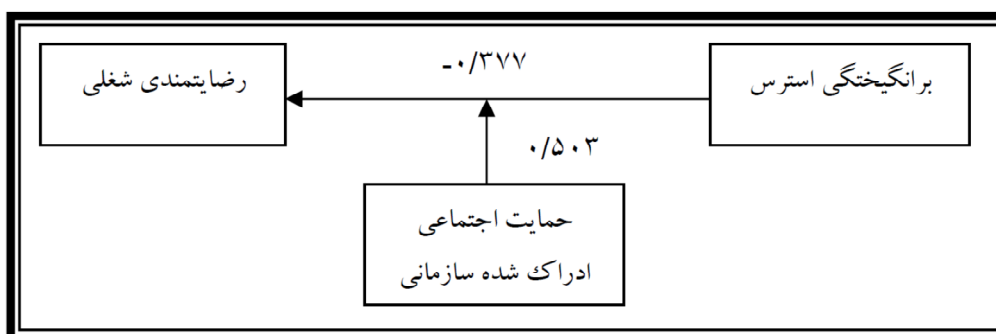 برانگیختگی استرس
-۰/۳۷۷
رضایتمندی شغلی
۰/۵۰۳
حمایت اجتماعی
ادراک شده سازمانی